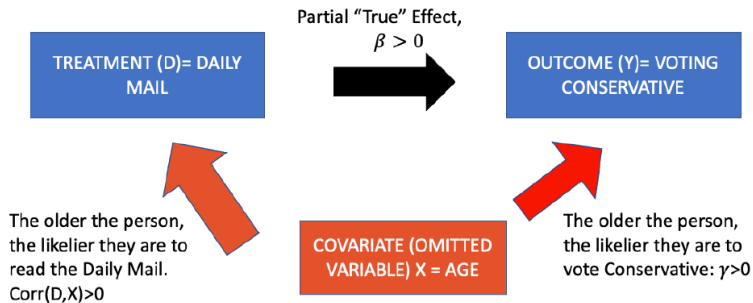 Partial “True” Effect,
β > 0
TREATMENT (D)= DAILY
MAIL
OUTCOME (Y)= VOTING
CONSERVATIVE
The older the person,
the likelier they are to
read the Daily Mail.
Corr(D,X)>0
COVARIATE (OMITTED
VARIABLE) X = AGE
The older the person,
the likelier they are to
vote Conservative: γ>0